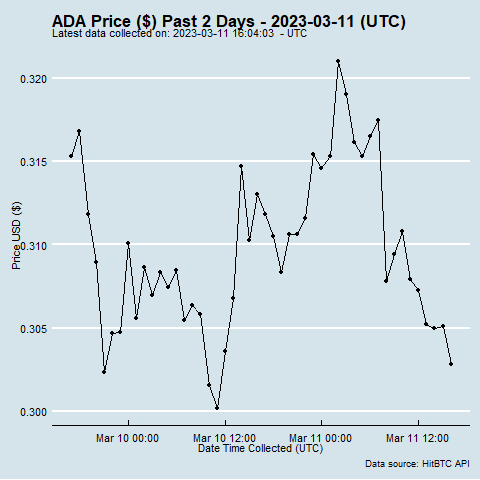 ADA Price ($) Past 2 Days - 2023-03-11 (UTC)
Latest data collected on: 2023-03-11 16:04:03 - UTC
0.320
0.315
0.310
0.305
0.300
Price USD ($)
Mar 10 00:00 Mar 10 12:00 Mar 11 00:00 Mar 11 12:00
Date Time Collected (UTC)
Data source: HitBTC API